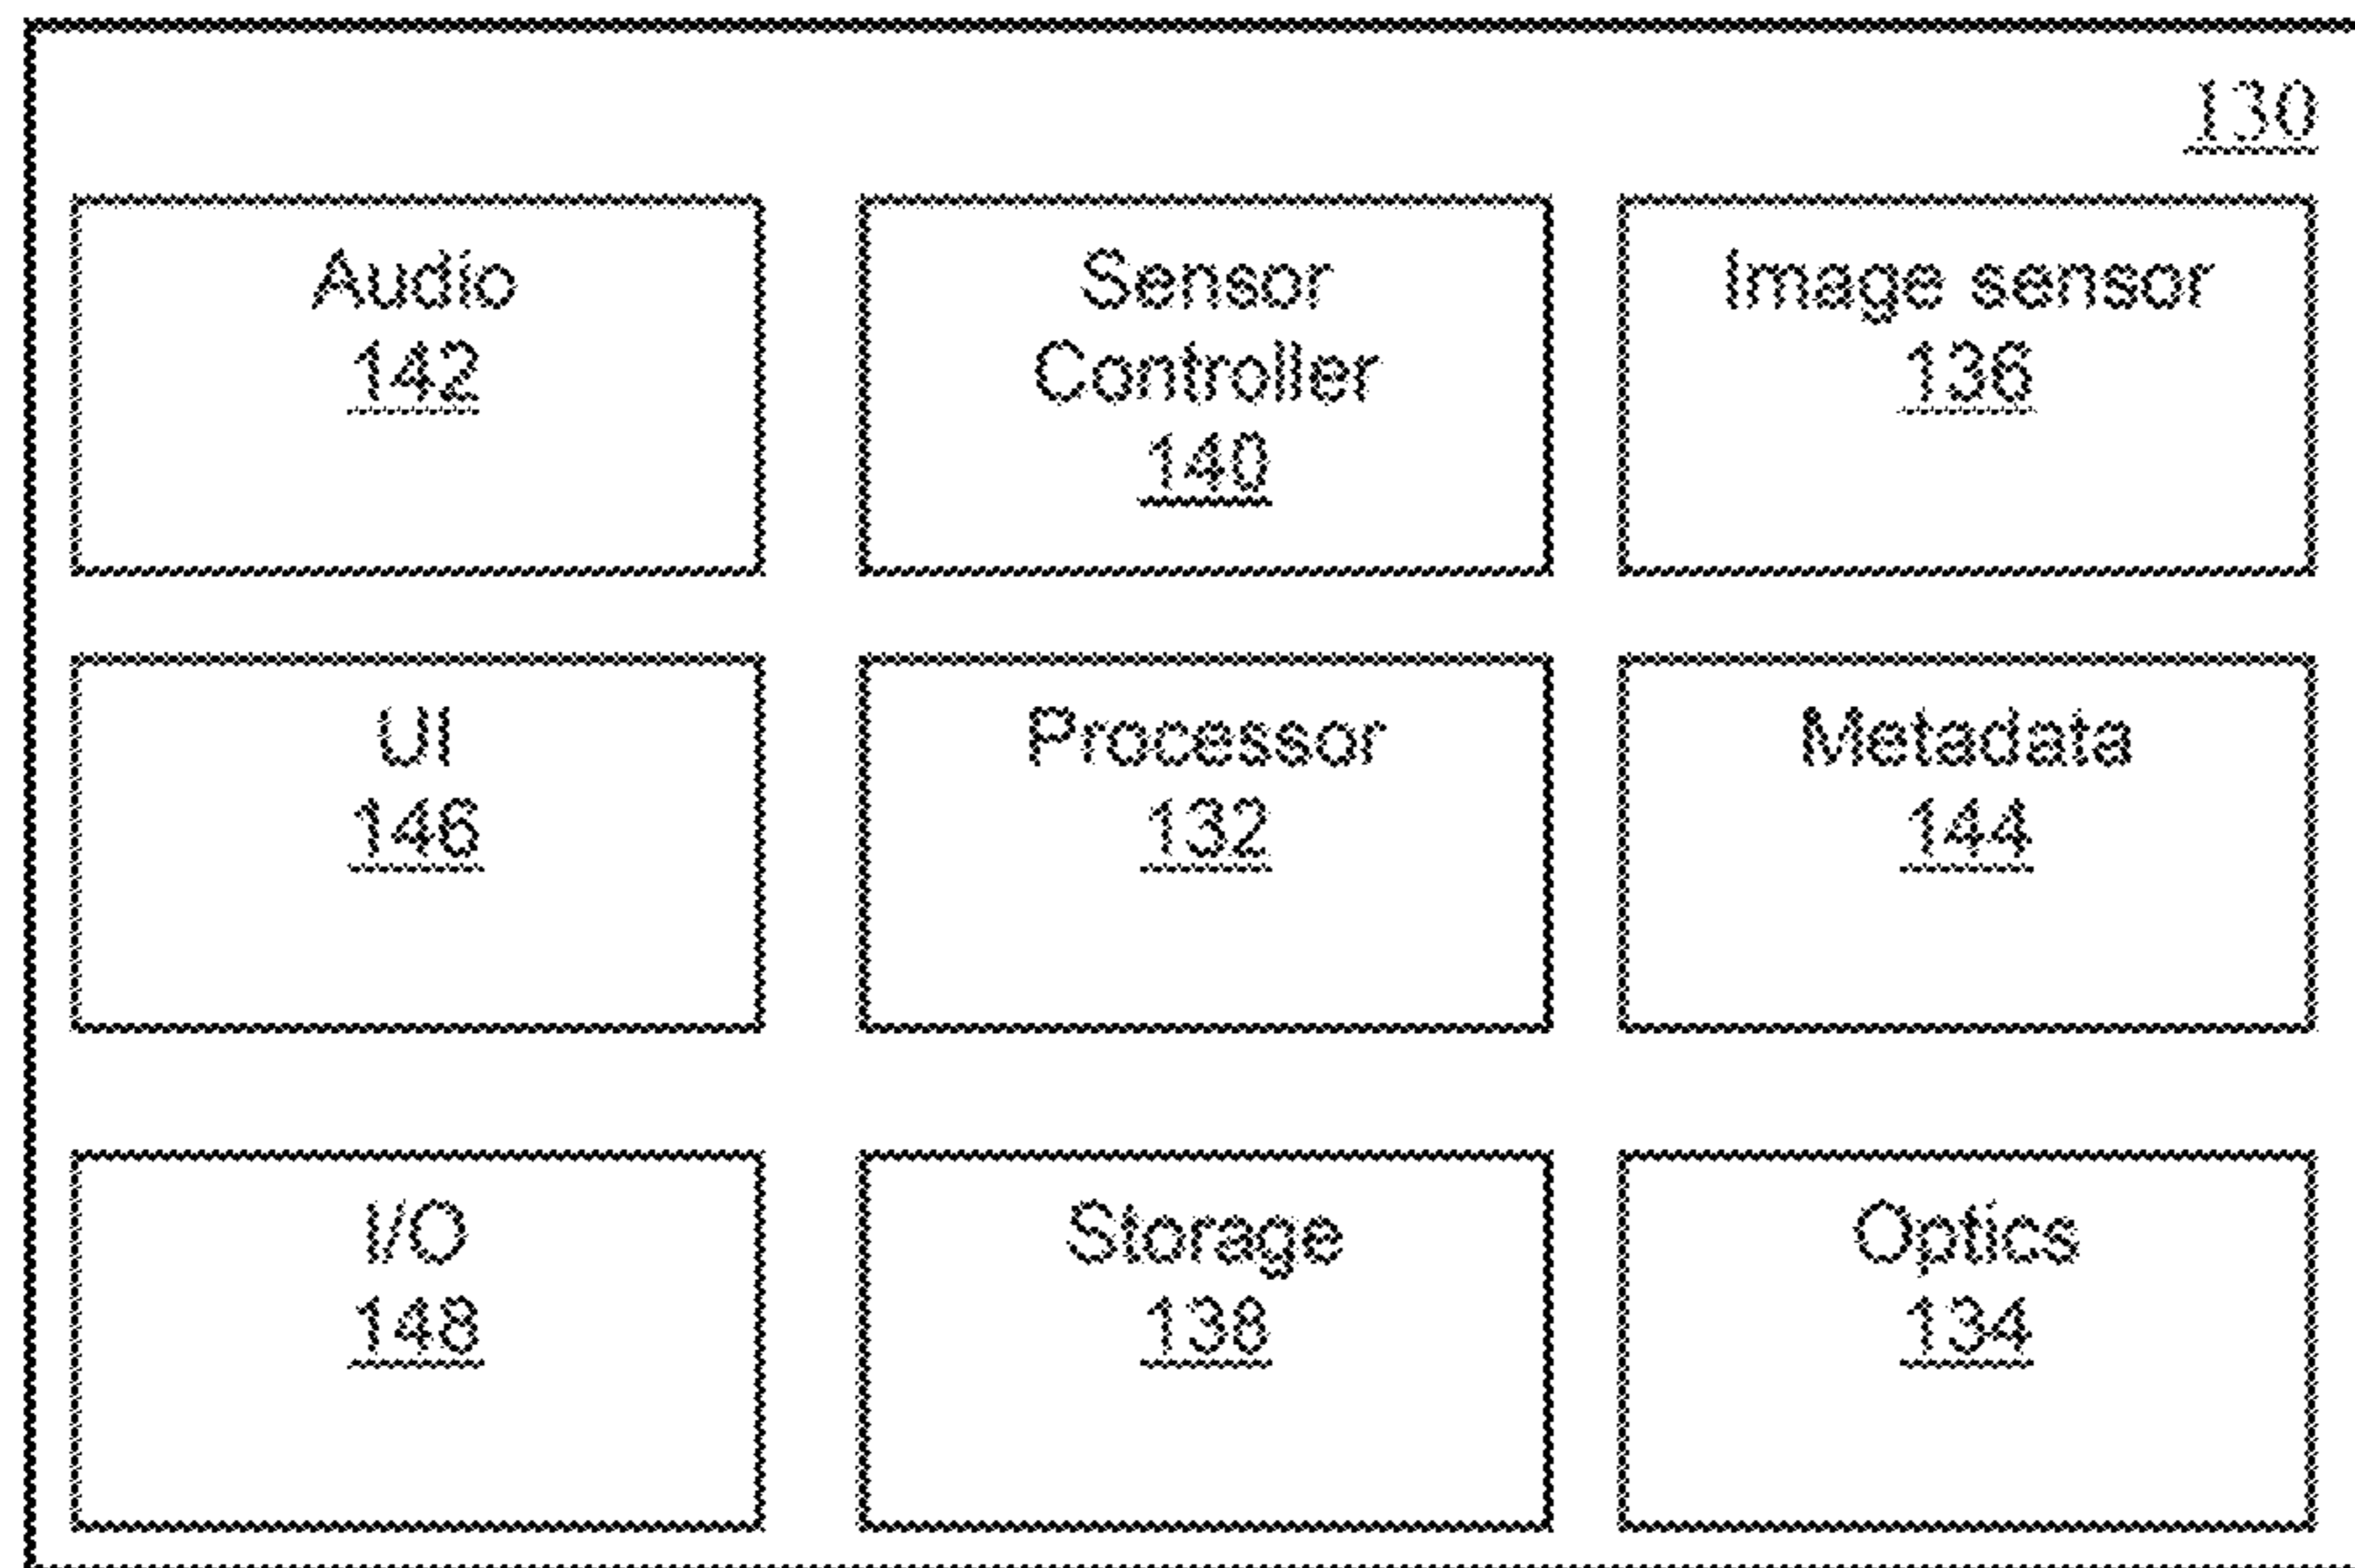 130
Audio
142
Sensor
Controller
140
Image sensor
136
UI
146
Processor
132
Metadata
144
I/O
148
Storage
138
Optics
134